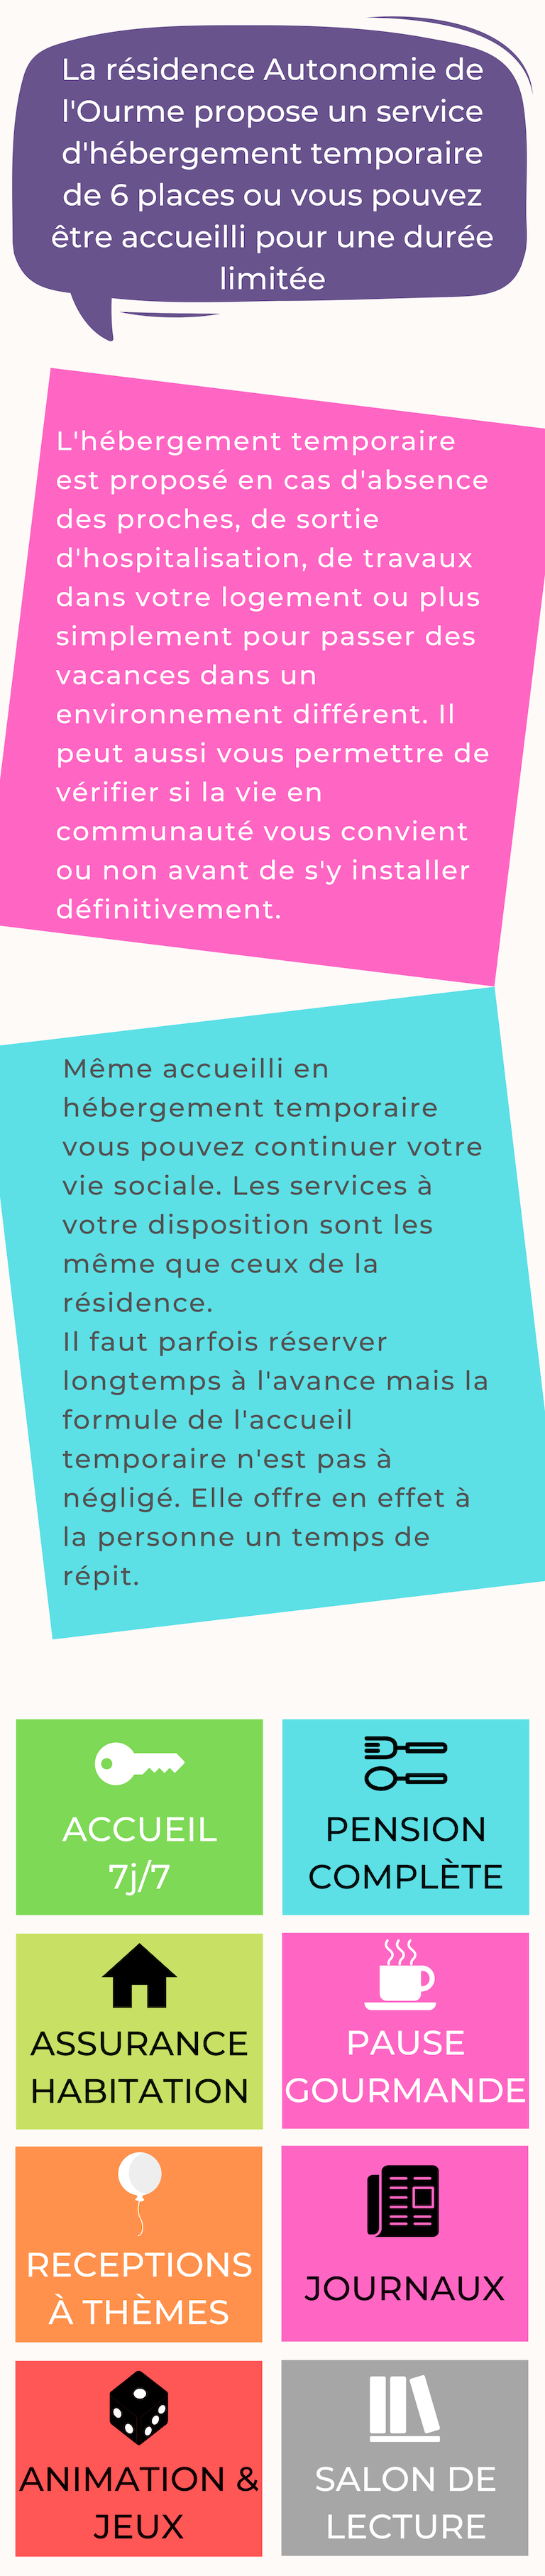 La résidence Autonomie de
l'Ourme propose un service
d'hébergement temporaire
de 6 places ou vous pouvez
être accueilli pour une durée
limitée
L'hébergement temporaire
est proposé en cas d'absence
des proches, de sortie
d'hospitalisation, de travaux
dans votre logement ou plus
simplement pour passer des
vacances dans un
environnement différent. Il
peut aussi vous permettre de
vérifier si la vie en
communauté vous convient
ou non avant de s'y installer
définitivement.
Même accueilli en
hébergement temporaire
vous pouvez continuer votre
vie sociale. Les services à
votre disposition sont les
même que ceux de la
résidence.
Il faut parfois réserver
longtemps à l'avance mais la
formule de l'accueil
temporaire n'est pas à
négligé. Elle offre en effet à
la personne un temps de
répit.
ACCUEIL
7j/7
PENSION
COMPLÈTE
ASSURANCE
HABITATION
PAUSE
GOURMANDE
RECEPTIONS
À THÈMES
JOURNAUX
ANIMATION &
JEUX
SALON DE
LECTURE